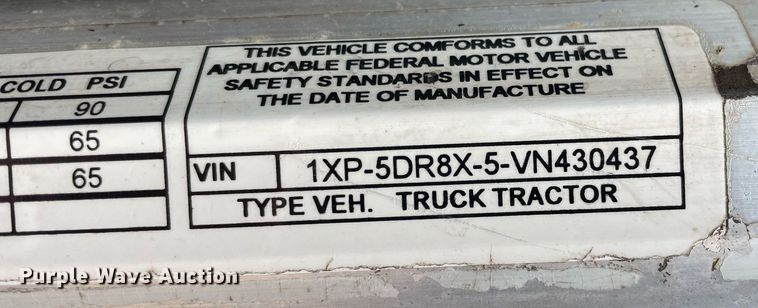 COLD PSI
90
65
65
THIS VEHICLE COMFORMS TO ALL
APPLICABLE FEDERAL MOTOR VEHICLE
SAFETY STANDARDS IN EFFECT ON
THE DATE OF MANUFACTURE
VIN 1XP-5DR8X-5-VN430437
TYPE VEH. TRUCK TRACTOR
Purple Wave Auction